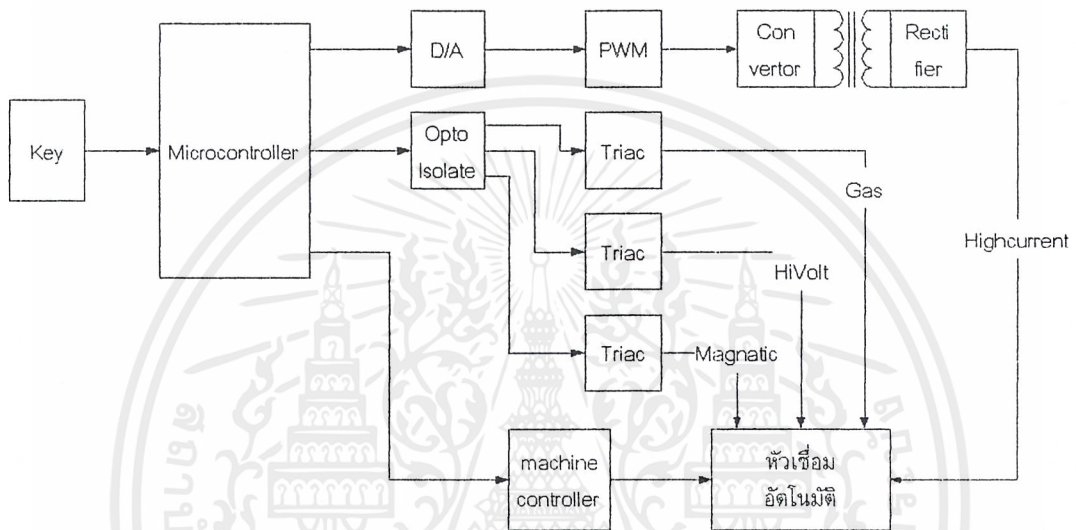 D/A
PWM
Con
vertor
Recti
fier
Key
Microcontroller
Opto
Isolate
Triac
Gas
Highcurrent
Triac
HiVolt
Triac
Magnatic
machine
controller
หัวเชื่อม
อัตโนมัติ